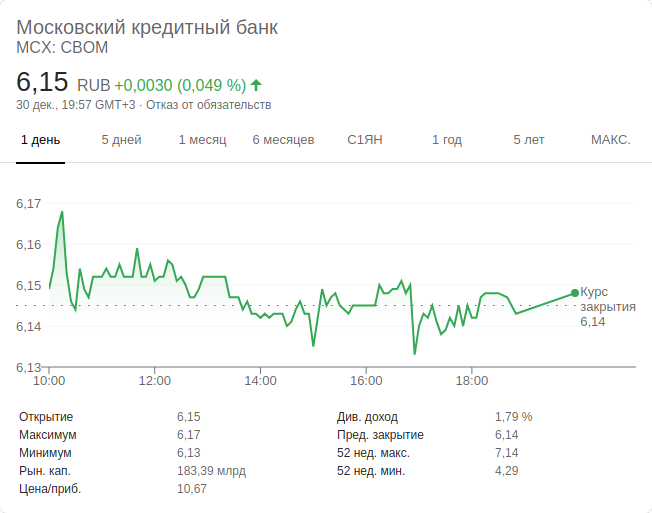 Московский кредитный банк
MCX: CBOM
6,15 RUB +0,0030 (0,049 %)
30 дек., 19:57 GMT+3 · Отказ от обязательств
1 день 5 дней 1 месяц 6 месяцев С1ЯН 1 год 5 лет МАКС.
6,17
6,16
6,15
6,14
6,13
Курс
закрытия
6,14
10:00 12:00 14:00 16:00 18:00
Открытие 6,15 Див. доход 1,79 %
Максимум 6,17 Пред. закрытие 6,14
Минимум 6,13 52 нед. макс. 7,14
Рын. кап. 183,39 млрд 52 нед. мин. 4,29
Цена/приб. 10,67